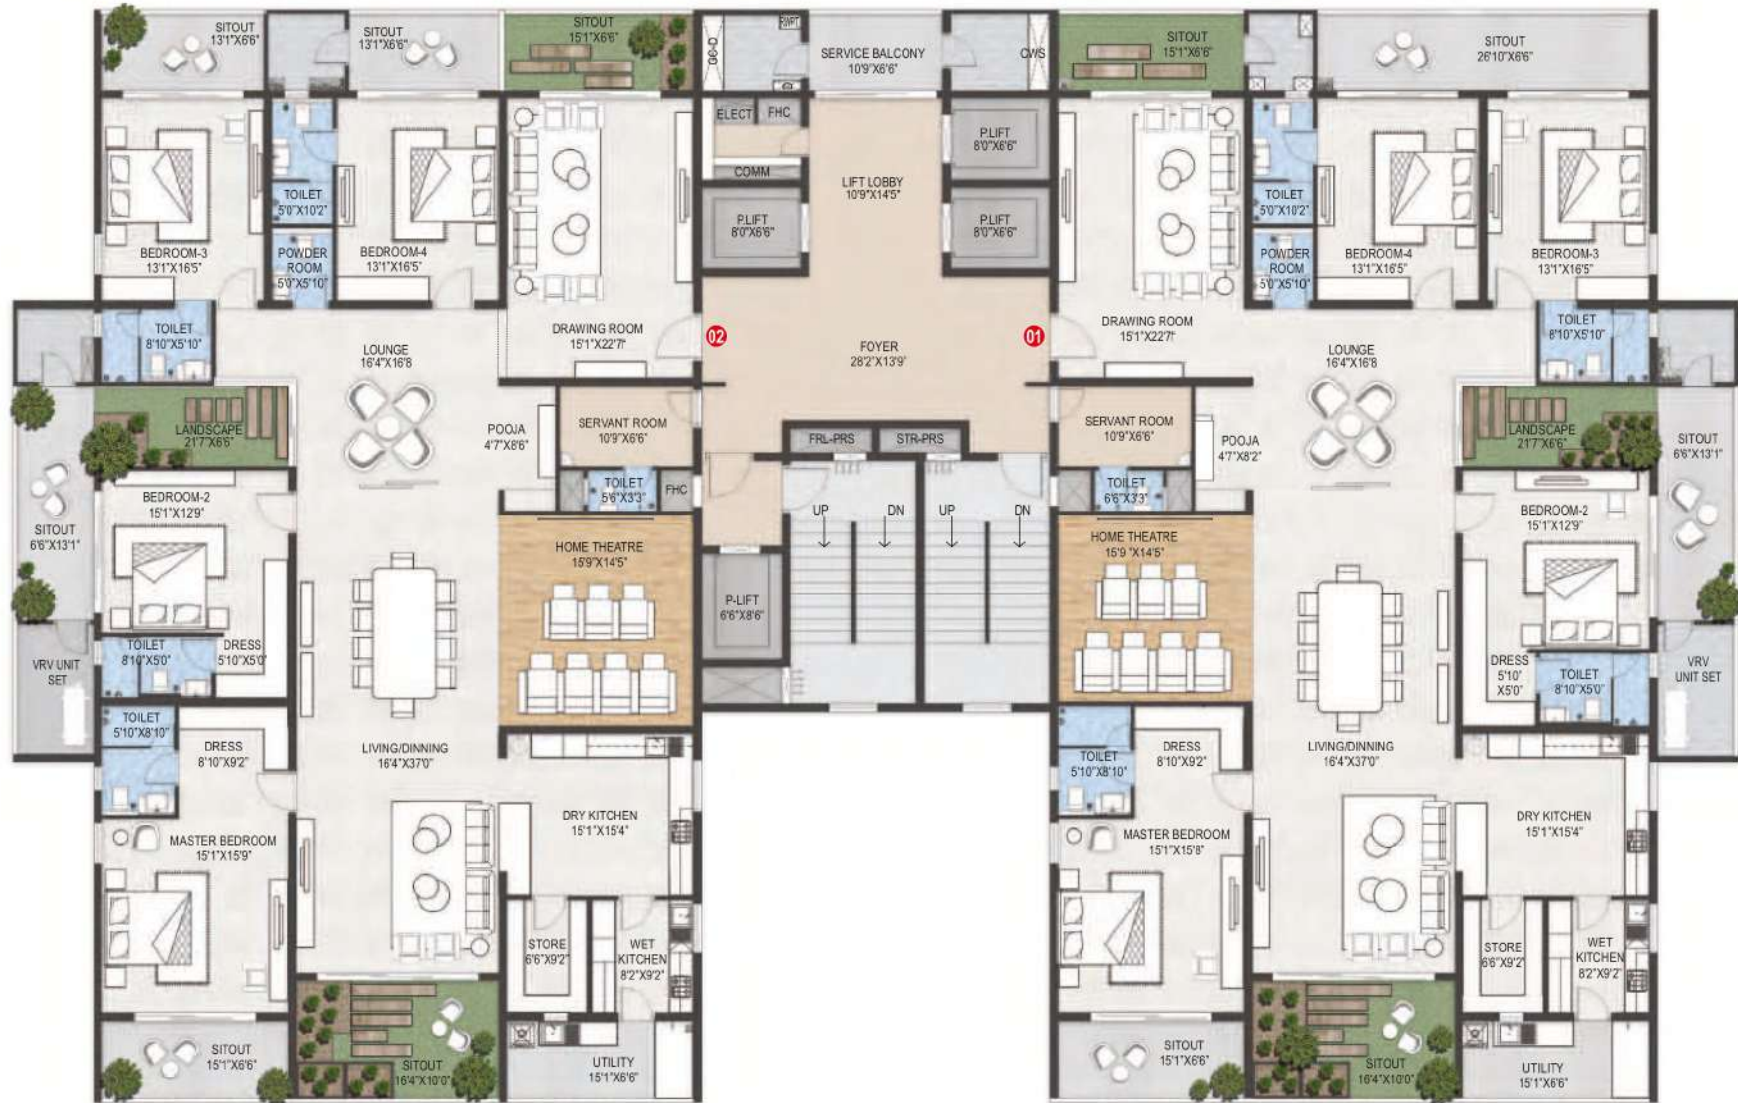 SITOUT
13'1"X6'6"
SITOUT
13'1"X6'6"
SITOUT
15'1"X6'6"
SERVICE BALCONY
10'9"X6'6"
CWS
SITOUT
15'1"X6'6"
SITOUT
26'10"X6'6"
ELECT
FHC
COMM
P.LIFT
8'0"X6'6"
LIFT LOBBY
10'9"X14'5"
P.LIFT
8'0"X6'6"
P.LIFT
8'0"X6'6"
TOILET
5'0"X10'2"
TOILET
5'0"X10'2"
BEDROOM-3
13'1"X16'5"
POWDER
ROOM
5'0"X5'10"
BEDROOM-4
13'1"X16'5"
POWDER
ROOM
5'0"X5'10"
BEDROOM-4
13'1"X16'5"
BEDROOM-3
13'1"X16'5"
TOILET
8'10"X5'10"
LOUNGE
16'4"X16'8
DRAWING ROOM
15'1"X22'7"
02
FOYER
28'2"X13'9"
01
DRAWING ROOM
15'1"X22'7"
LOUNGE
16'4"X16'8
TOILET
8'10"X5'10"
LANDSCAPE
21'7"X6'6"
POOJA
4'7"X8'6"
SERVANT ROOM
10'9"X6'6"
FRL-PRS
STR-PRS
SERVANT ROOM
10'9"X6'6"
POOJA
4'7"X8'2"
LANDSCAPE
21'7"X6'6"
SITOUT
6'6"X13'1"
TOILET
5'6"X3'3"
FHC
TOILET
6'6"X3'3"
SITOUT
6'6"X13'1"
BEDROOM-2
15'1"X12'9"
UP
DN
UP
DN
BEDROOM-2
15'1"X12'9"
HOME THEATRE
15'9"X14'5"
P-LIFT
6'6"X8'6"
HOME THEATRE
15'9 "X14'5"
VRV UNIT
SET
TOILET
8'10"X5'0"
DRESS
5'10"X5'0"
DRESS
5'10"
X5'0"
TOILET
8'10"X5'0"
VRV
UNIT SET
TOILET
5'10"X8'10"
DRESS
8'10"X9'2"
LIVING/DINNING
16'4"X37'0"
TOILET
5'10"X8'10"
DRESS
8'10"X9'2"
LIVING/DINNING
16'4"X37'0"
MASTER BEDROOM
15'1"X15'9"
DRY KITCHEN
15'1"X15'4"
MASTER BEDROOM
15'1"X15'8"
DRY KITCHEN
15'1"X15'4"
STORE
6'6"X9'2"
WET
KITCHEN
8'2"X9'2"
STORE
6'6"X9'2"
WET
KITCHEN
8'2"X9'2"
SITOUT
15'1"X6'6"
SITOUT
16'4"X10'0"
UTILITY
15'1"X6'6"
SITOUT
15'1"X6'6"
SITOUT
16'4"X10'0"
UTILITY
15'1"X6'6"